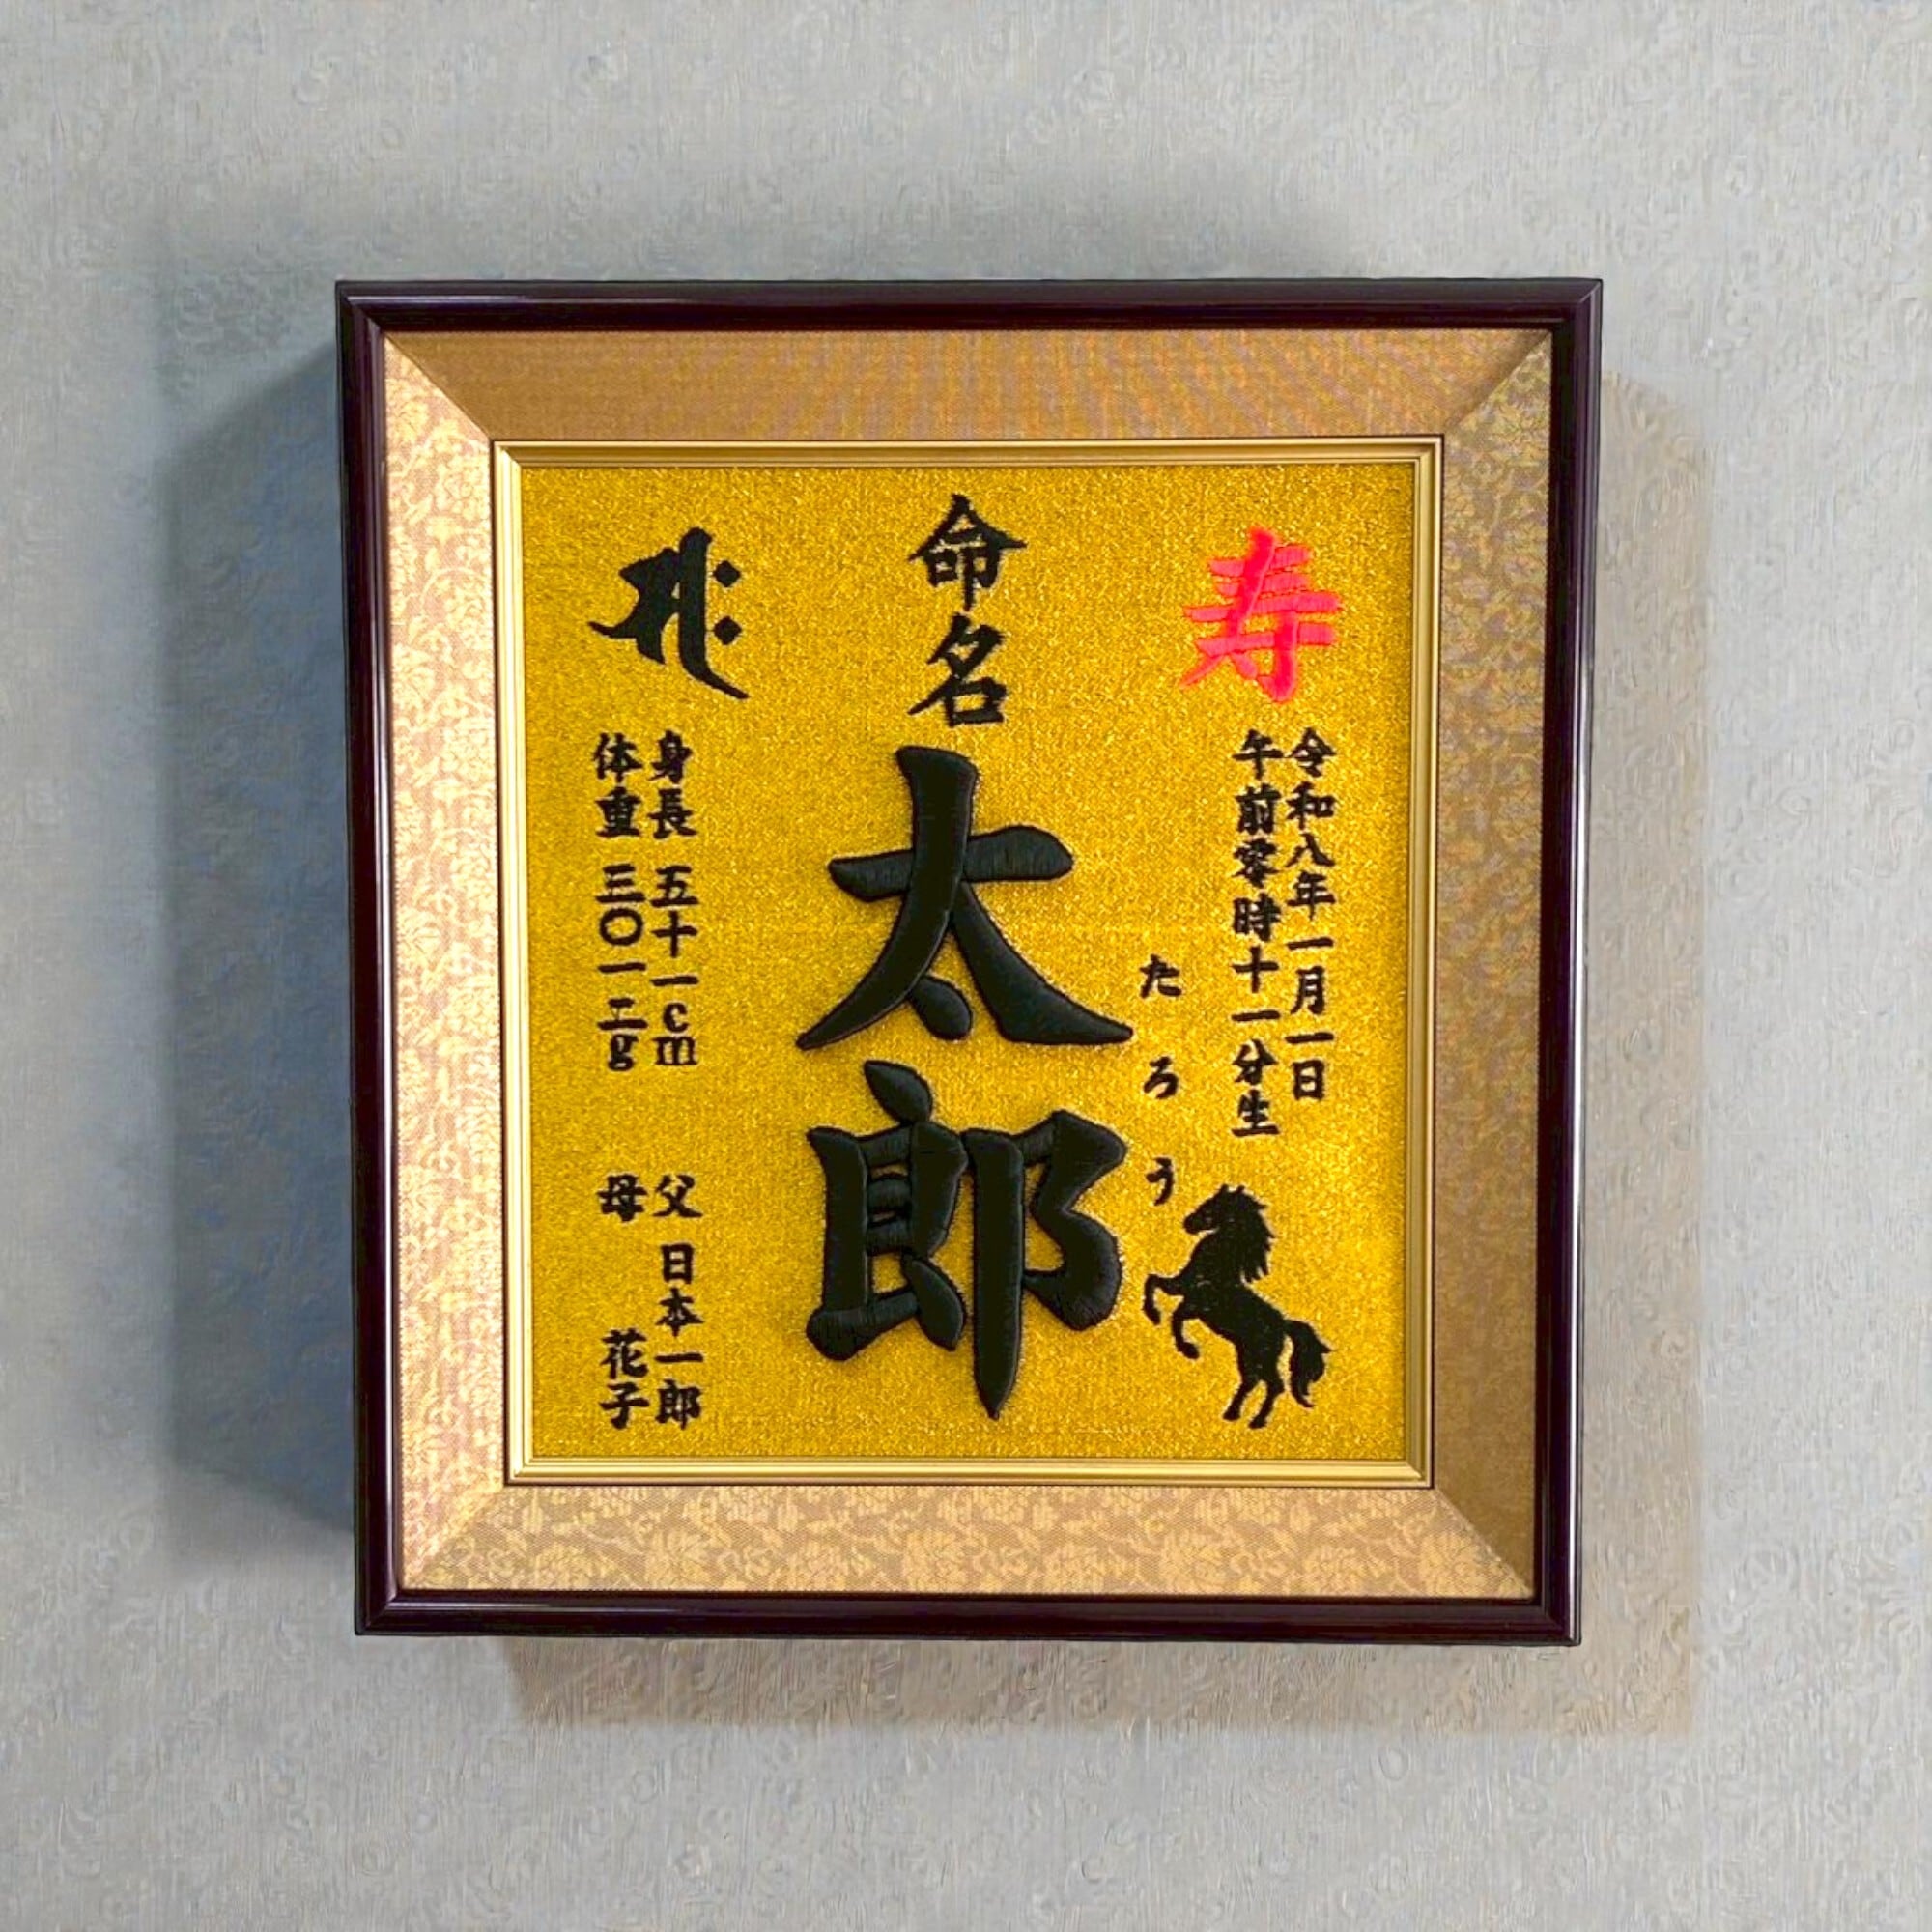 寿
令和八年一月一日
午前零時十一分生
たろう
命名
太郎
身長 五十一cm
体重 三〇一二g
父 日本一郎
母 花子